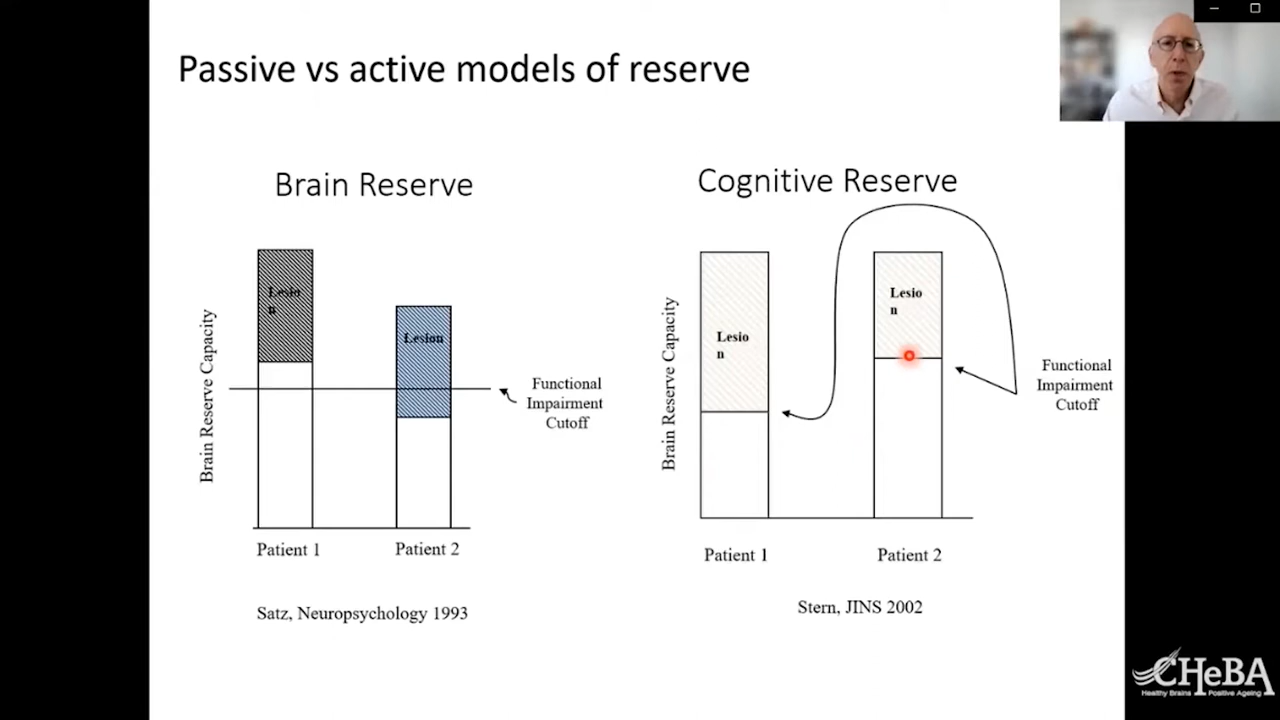 Passive vs active models of reserve
Brain Reserve
Brain Reserve Capacity
Lesio
n
Lesion
Functional
Impairment
Cutoff
Patient 1
Patient 2
Satz, Neuropsychology 1993
Cognitive Reserve
Brain Reserve Capacity
Lesio
n
Lesio
n
Functional
Impairment
Cutoff
Patient 1
Patient 2
Stern, JINS 2002
CHeBA
Healthy Brains Positive Ageing